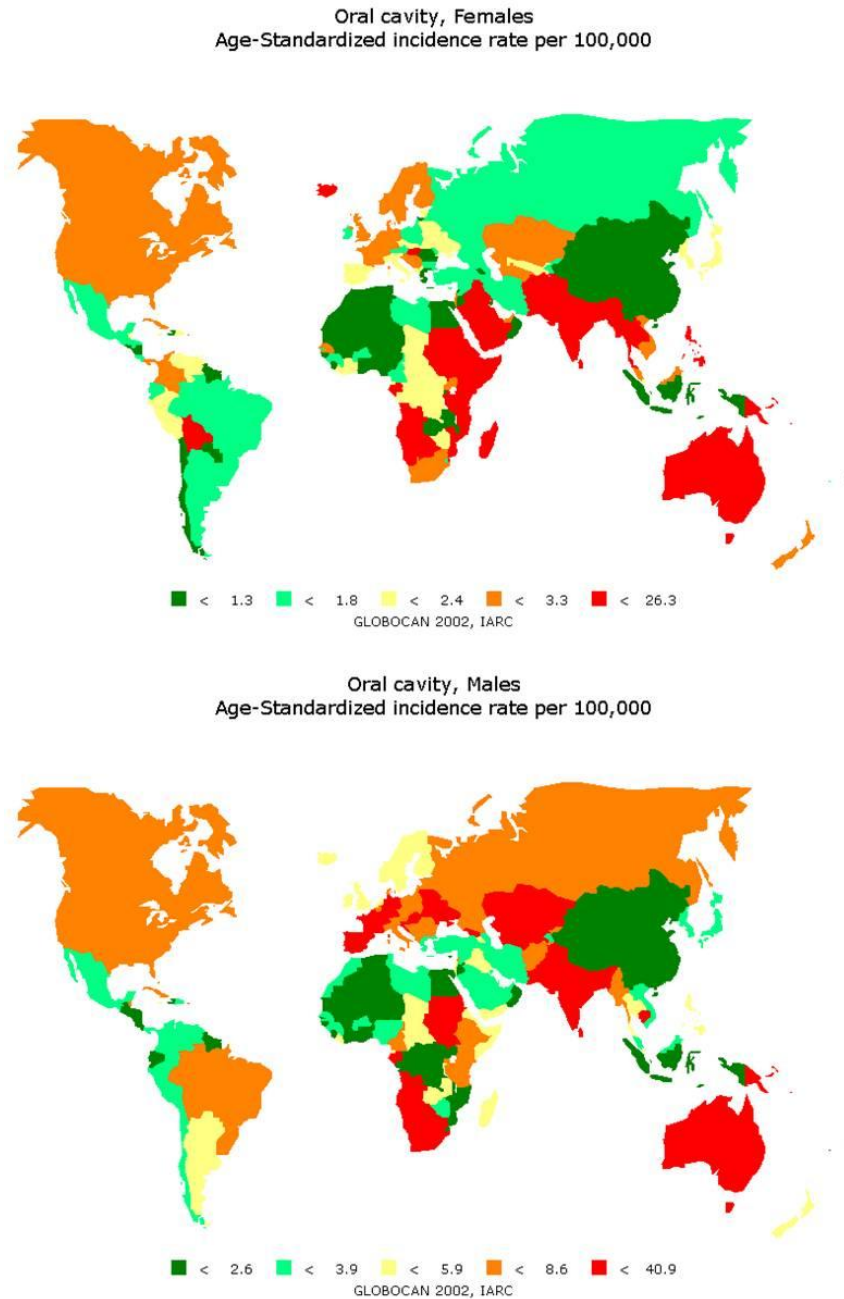 Oral cavity, Females
Age-Standardized incidence rate per 100,000
< 1.3 < 1.8 < 2.4 < 3.3 < 26.3
GLOBOCAN 2002, IARC
Oral cavity, Males
Age-Standardized incidence rate per 100,000
< 2.6 < 3.9 < 5.9 < 8.6 < 40.9
GLOBOCAN 2002, IARC